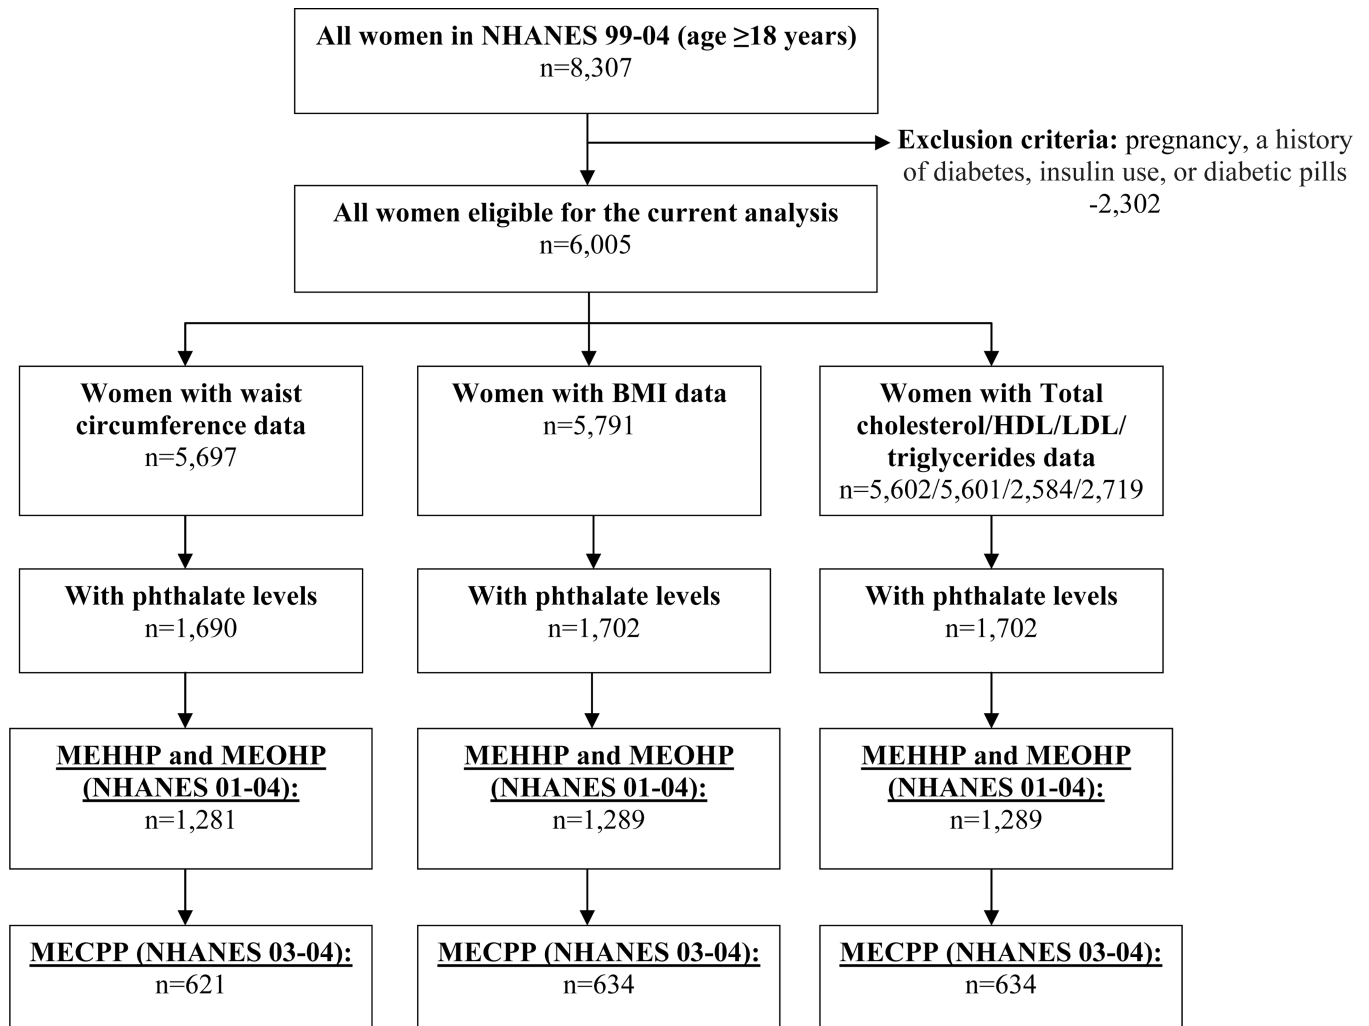 All women in NHANES 99-04 (age ≥18 years)
n=8,307
Exclusion criteria: pregnancy, a history
of diabetes, insulin use, or diabetic pills
-2,302
All women eligible for the current analysis
n=6,005
Women with waist
circumference data
n=5,697
Women with BMI data
n=5,791
Women with Total
cholesterol/HDL/LDL/
triglycerides data
n=5,602/5,601/2,584/2,719
With phthalate levels
n=1,690
With phthalate levels
n=1,702
With phthalate levels
n=1,702
MEHHP and MEOHP
(NHANES 01-04):
n=1,281
MEHHP and MEOHP
(NHANES 01-04):
n=1,289
MEHHP and MEOHP
(NHANES 01-04):
n=1,289
MECPP (NHANES 03-04):
n=621
MECPP (NHANES 03-04):
n=634
MECPP (NHANES 03-04):
n=634